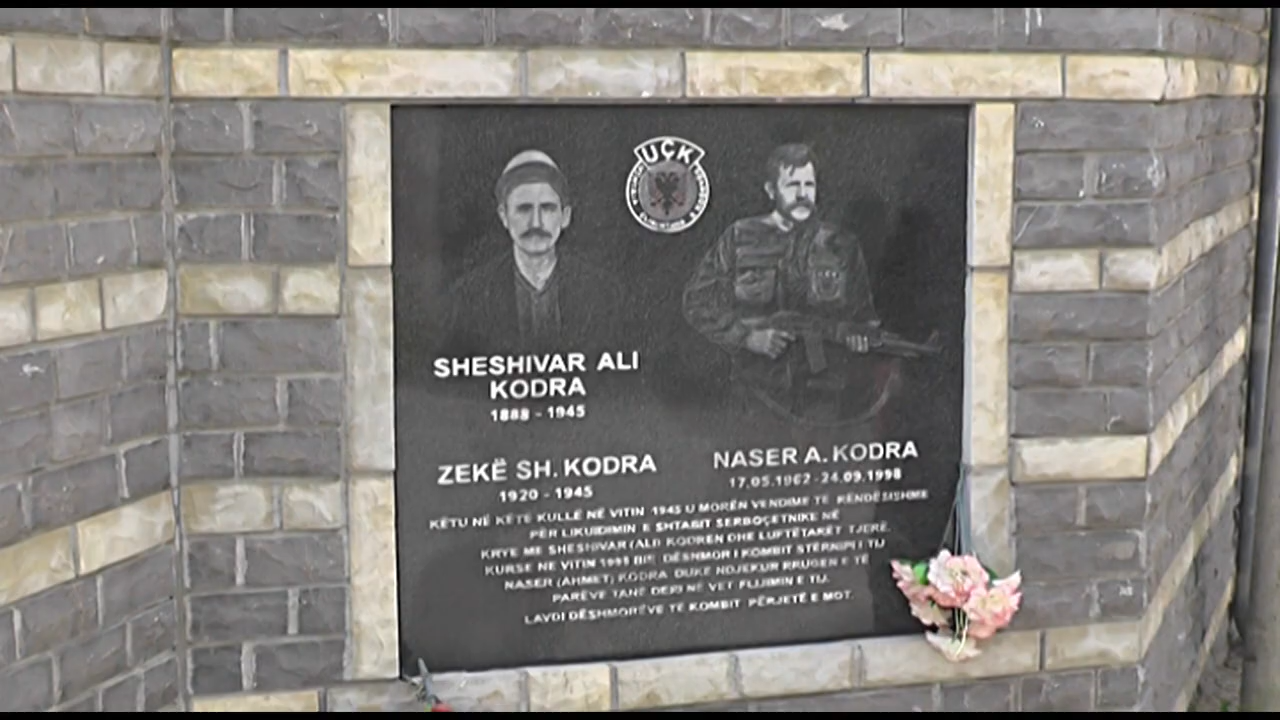 UÇK
SHESHIVAR ALI
KODRA
1888 - 1945
ZEKË SH. KODRA
1920 - 1945
NASER A. KODRA
17.05.1962 - 24.09.1998
KËTU NË KËTË KULLË NË VITIN 1945 U MORËN VENDIME TË RËNDËSISHME
PËR LIKUIDIMIN E SHTABIT SERBOÇETNIKE NË
KRYE ME SHESHIVAR (ALI) KODRËN DHE LUFTËTARËT TJERË.
KURSE NË VITIN 1998 DËSHMOR I KOMBIT STËRNIPI I TIJ
NASER (AHMET) KODRA DUKE NDJEKUR RRUGËN E TË
PARËVE TANË DERI NË VET FLIJIMIN E TIJ.
LAVDI DËSHMORËVE TË KOMBIT PËRJETË E MOT.